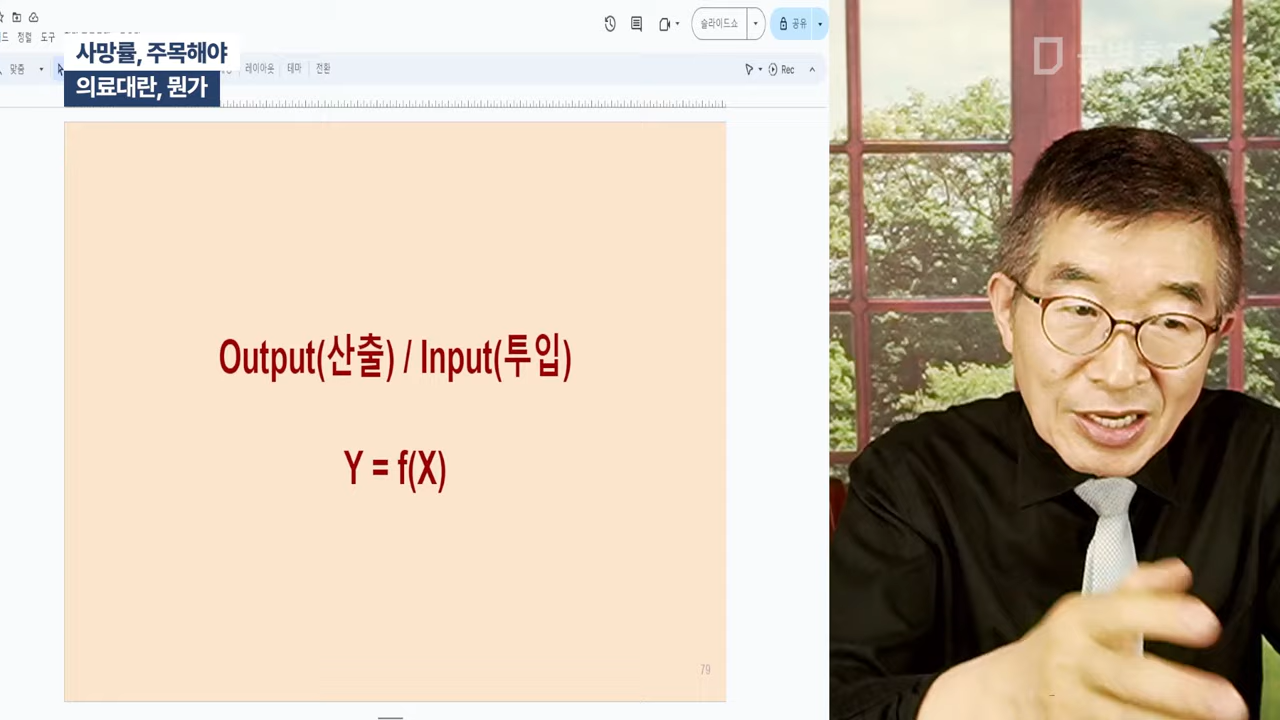 정렬 도구
사망률, 주목해야
의료대란, 뭔가
맞춤
레이아웃
테마
전환
슬라이드쇼
공유
Rec
Output(산출) / Input(투입)
Y = f(X)
79